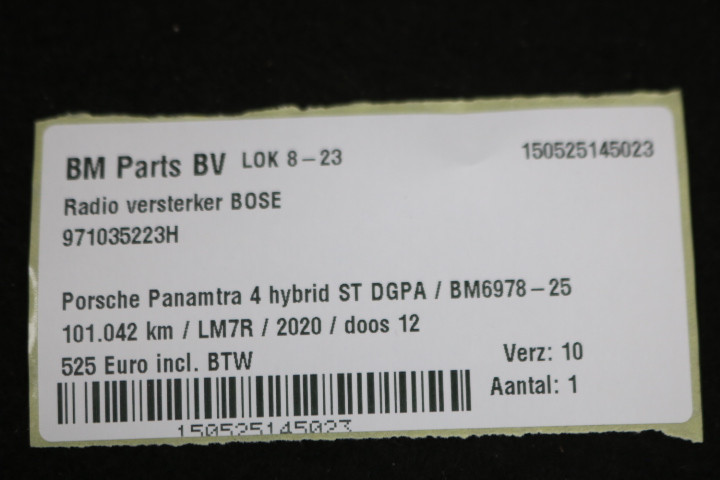 BM Parts BV LOK 8-23 150525145023
Radio versterker BOSE
971035223H
Porsche Panamtra 4 hybrid ST DGPA / BM6978-25
101.042 km / LM7R / 2020 / doos 12
525 Euro incl. BTW Verz: 10
Aantal: 1
150525145023